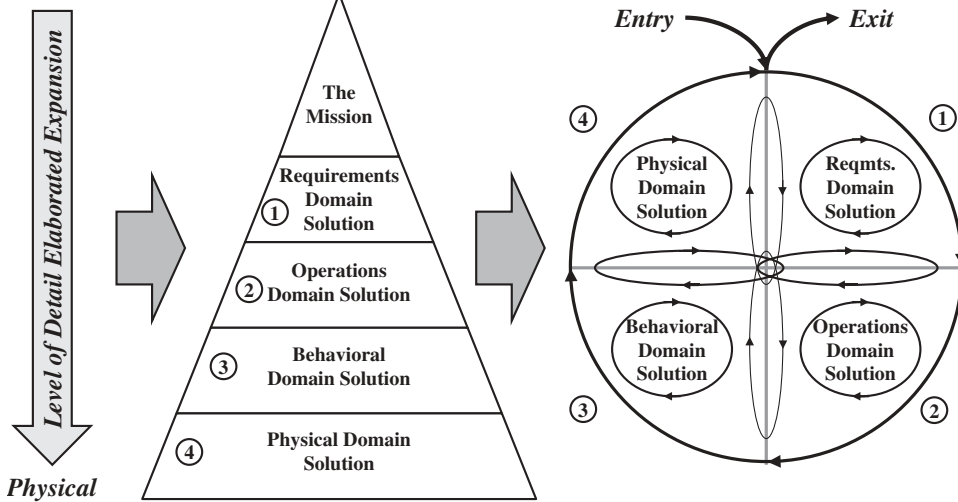 Level of Detail Elaborated Expansion
Physical
The
Mission
Requirements
Domain
Solution
1
Operations
Domain Solution
2
Behavioral
Domain Solution
3
Physical Domain
Solution
4
Entry
Exit
4
1
Physical
Domain
Solution
Reqmts.
Domain
Solution
Behavioral
Domain
Solution
Operations
Domain
Solution
3
2